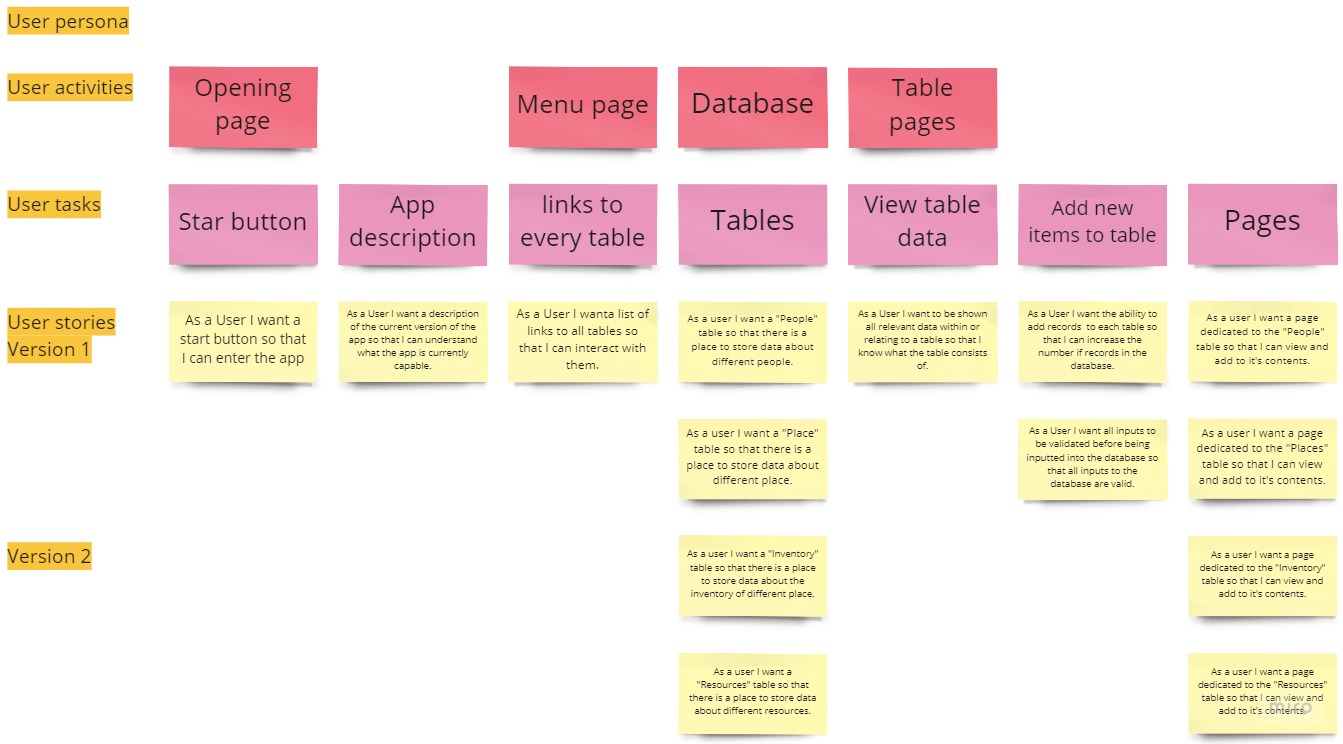 User persona
User activities
Opening
page
Menu page
Database
Table
pages
User tasks
Star button
App
description
links to
every table
Tables
View table
data
Add new
items to table
Pages
User stories
Version 1
As a User I want a
start button so that
I can enter the app
As a User I want a description
of the current version of the
app so that I can understand
what the app is currently
capable.
As a User I wanta list of
links to all tables so
that I can interact with
them.
As a user I want a "People"
table so that there is a
place to store data about
different people.
As a User I want to be shown
all relevant data within or
relating to a table so that I
know what the table consists
of.
As a User I want the ability to
add records to each table so
that I can increase the
number if records in the
database.
As a user I want a page
dedicated to the "People"
table so that I can view and
add to it's contents.
As a user I want a "Place"
table so that there is a
place to store data about
different place.
As a User I want all inputs to
be validated before being
inputted into the database so
that all inputs to the
database are valid.
As a user I want a page
dedicated to the "Places"
table so that I can view
and add to it's contents.
Version 2
As a user I want a "Inventory"
table so that there is a place
to store data about the
inventory of different place.
As a user I want a page
dedicated to the "Inventory"
table so that I can view and
add to it's contents.
As a user I want a
"Resources" table so that
there is a place to store data
about different resources.
As a user I want a page
dedicated to the "Resources"
table so that I can view and
add to it's contents.
miro